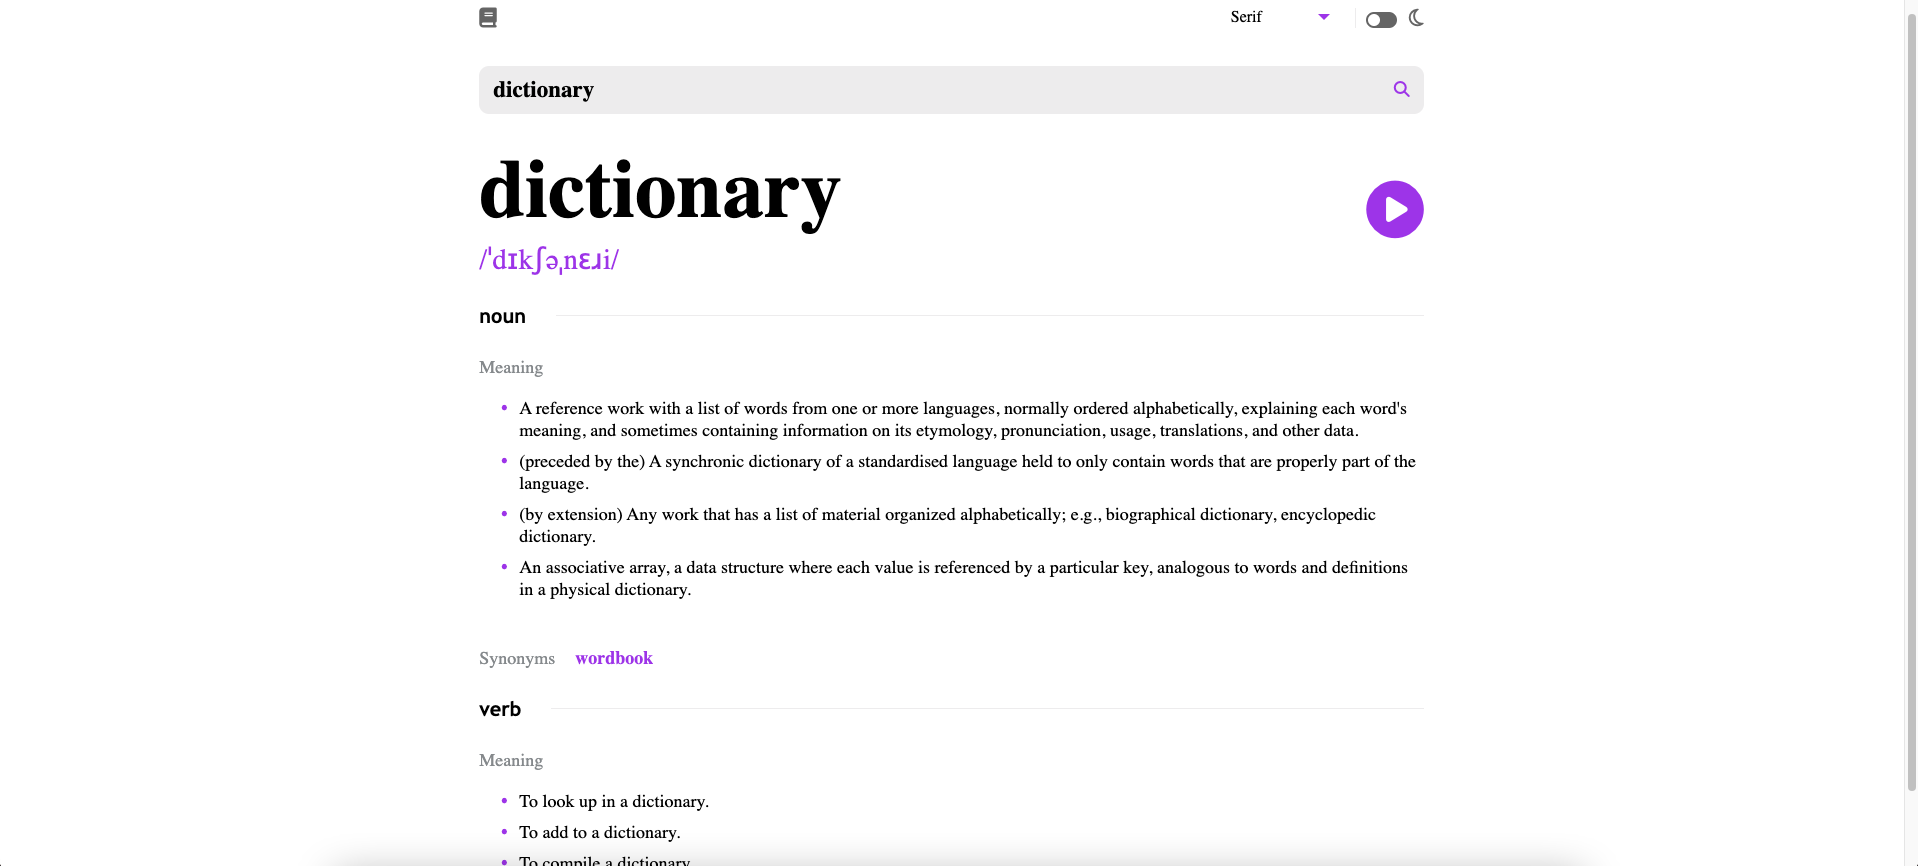 Serif
dictionary
dictionary
/ˈdɪkʃəˌnɛɹi/
noun
Meaning
A reference work with a list of words from one or more languages, normally ordered alphabetically, explaining each word's
meaning, and sometimes containing information on its etymology, pronunciation, usage, translations, and other data.
(preceded by the) A synchronic dictionary of a standardised language held to only contain words that are properly part of the
language.
(by extension) Any work that has a list of material organized alphabetically; e.g., biographical dictionary, encyclopedic
dictionary.
An associative array, a data structure where each value is referenced by a particular key, analogous to words and definitions
in a physical dictionary.
Synonyms wordbook
verb
Meaning
To look up in a dictionary.
To add to a dictionary.
To compile a dictionary.